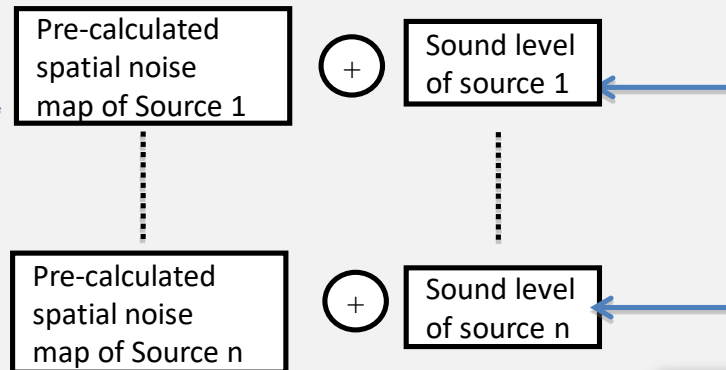 Pre-calculated
spatial noise
map of Source 1
+
Sound level
of source 1
Pre-calculated
spatial noise
map of Source n
+
Sound level
of source n